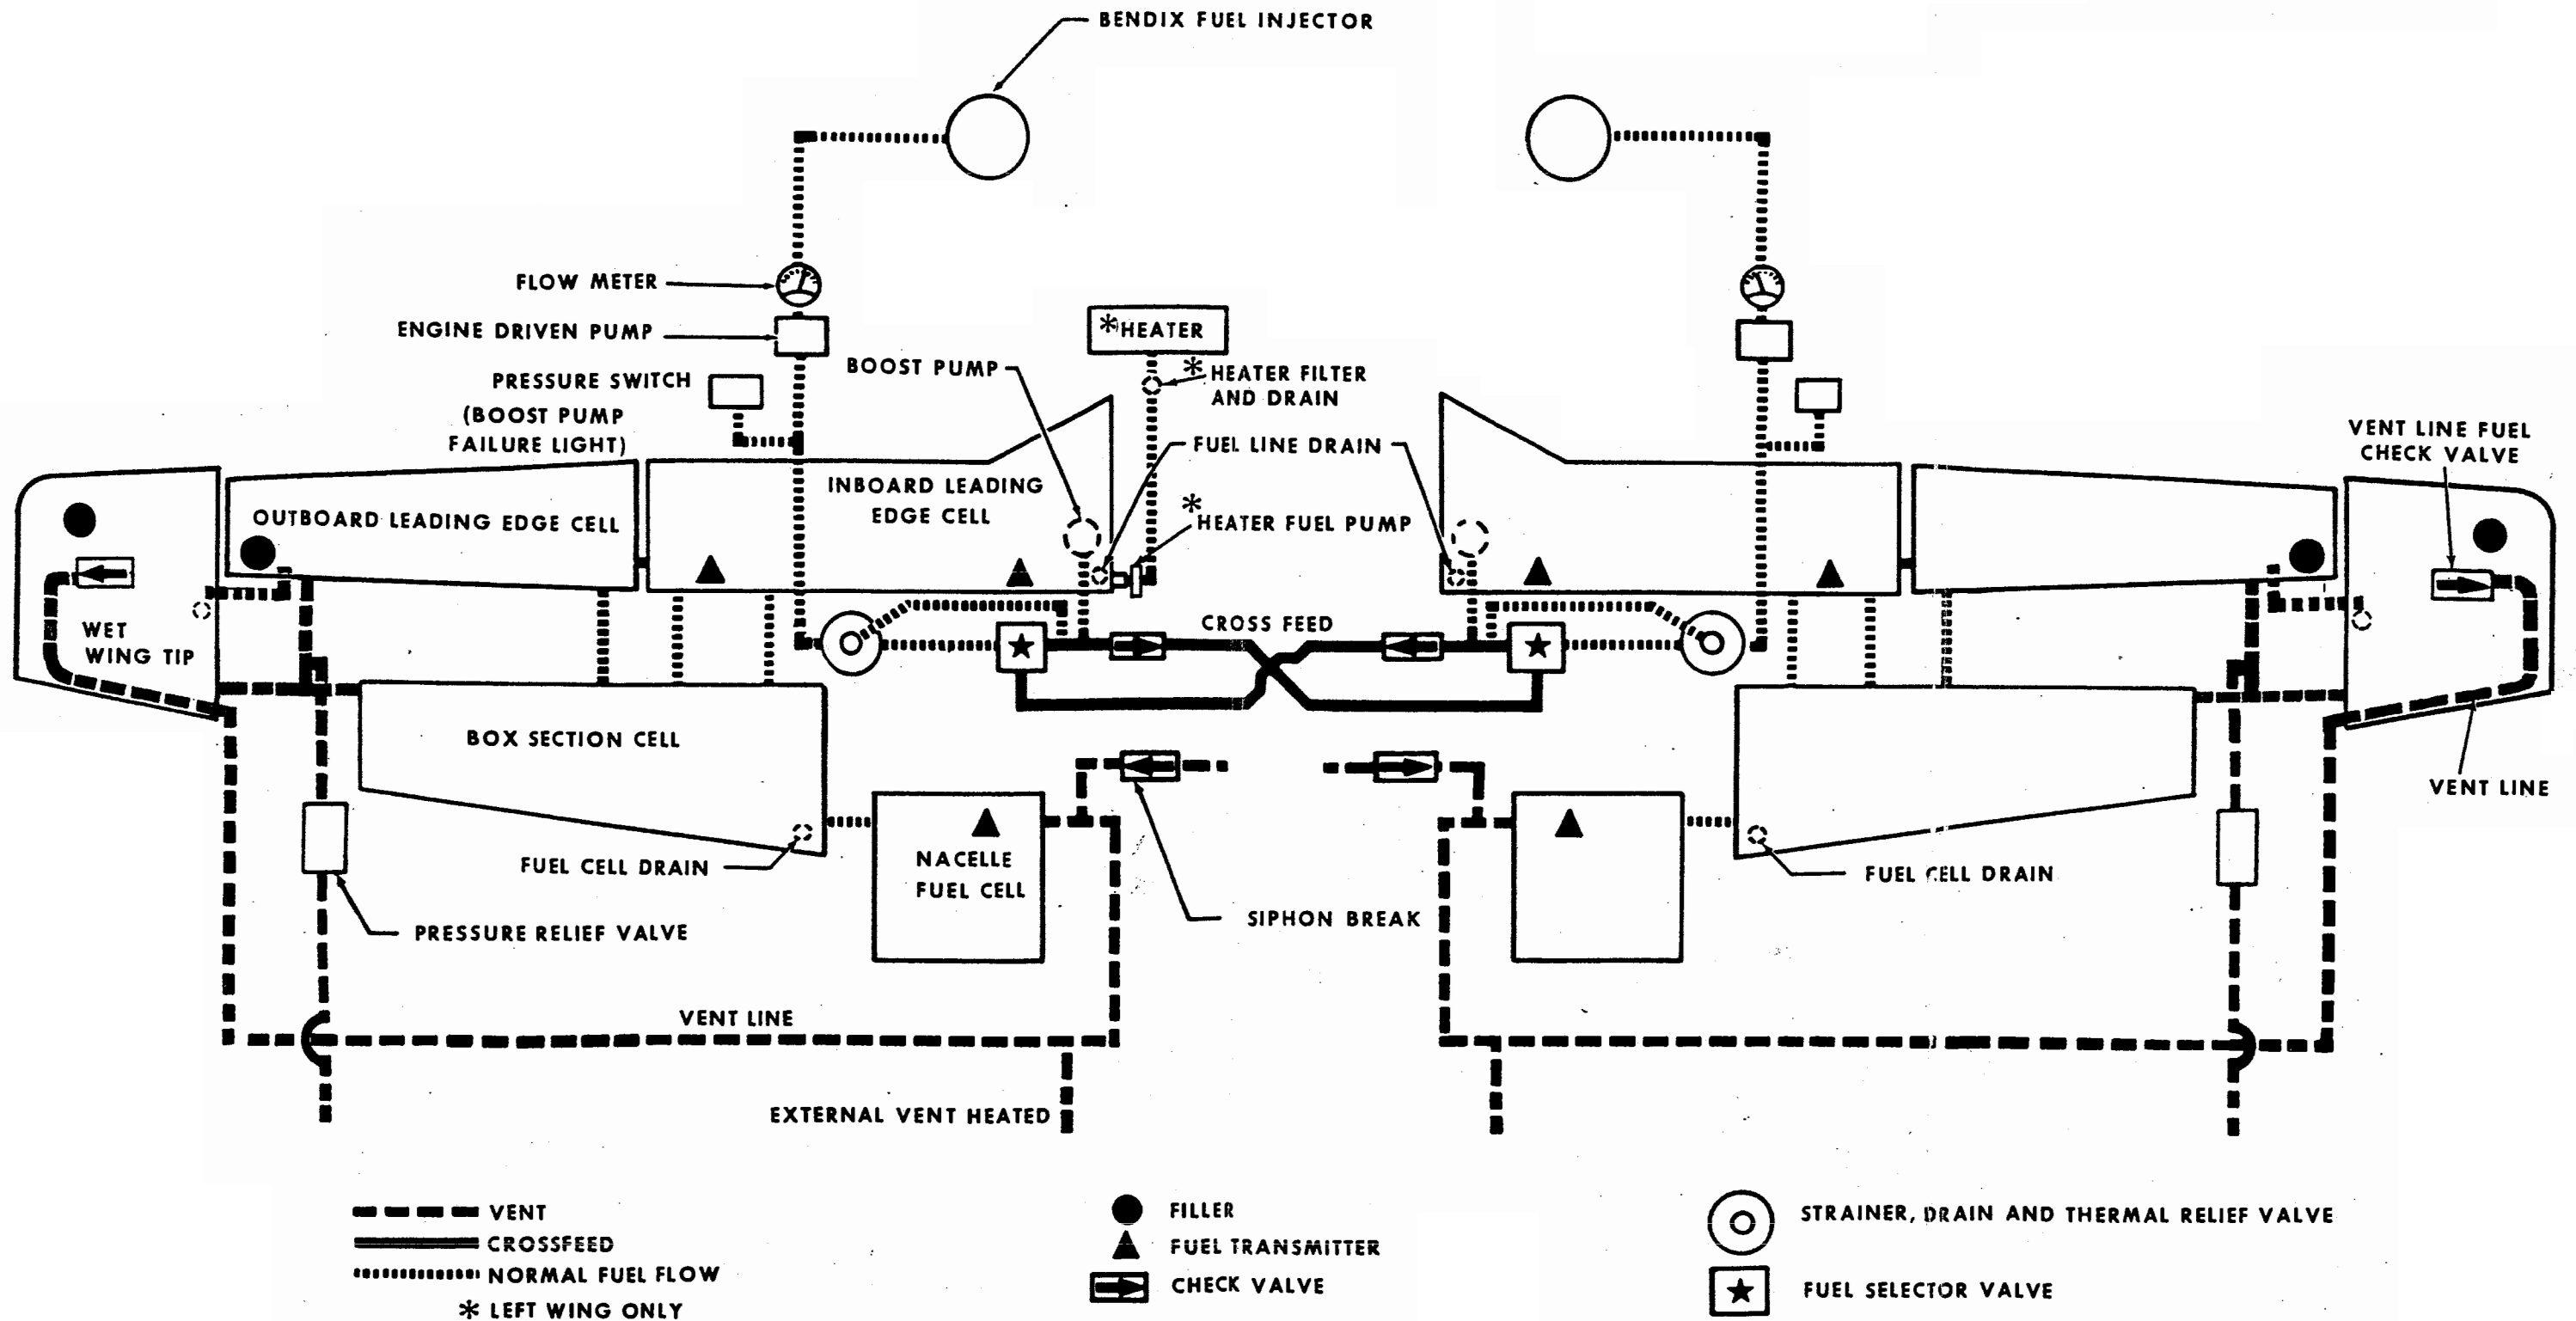 BENDIX FUEL INJECTOR
FLOW METER
ENGINE DRIVEN PUMP
PRESSURE SWITCH
(BOOST PUMP
FAILURE LIGHT)
BOOST PUMP
*HEATER
* HEATER FILTER
AND DRAIN
FUEL LINE DRAIN
VENT LINE FUEL
CHECK VALVE
OUTBOARD LEADING EDGE CELL
INBOARD LEADING
EDGE CELL
* HEATER FUEL PUMP
WET
WING TIP
CROSS FEED
BOX SECTION CELL
VENT LINE
FUEL CELL DRAIN
NACELLE
FUEL CELL
FUEL CELL DRAIN
SIPHON BREAK
PRESSURE RELIEF VALVE
VENT LINE
EXTERNAL VENT HEATED
VENT
CROSSFEED
NORMAL FUEL FLOW
* LEFT WING ONLY
FILLER
FUEL TRANSMITTER
CHECK VALVE
STRAINER, DRAIN AND THERMAL RELIEF VALVE
FUEL SELECTOR VALVE